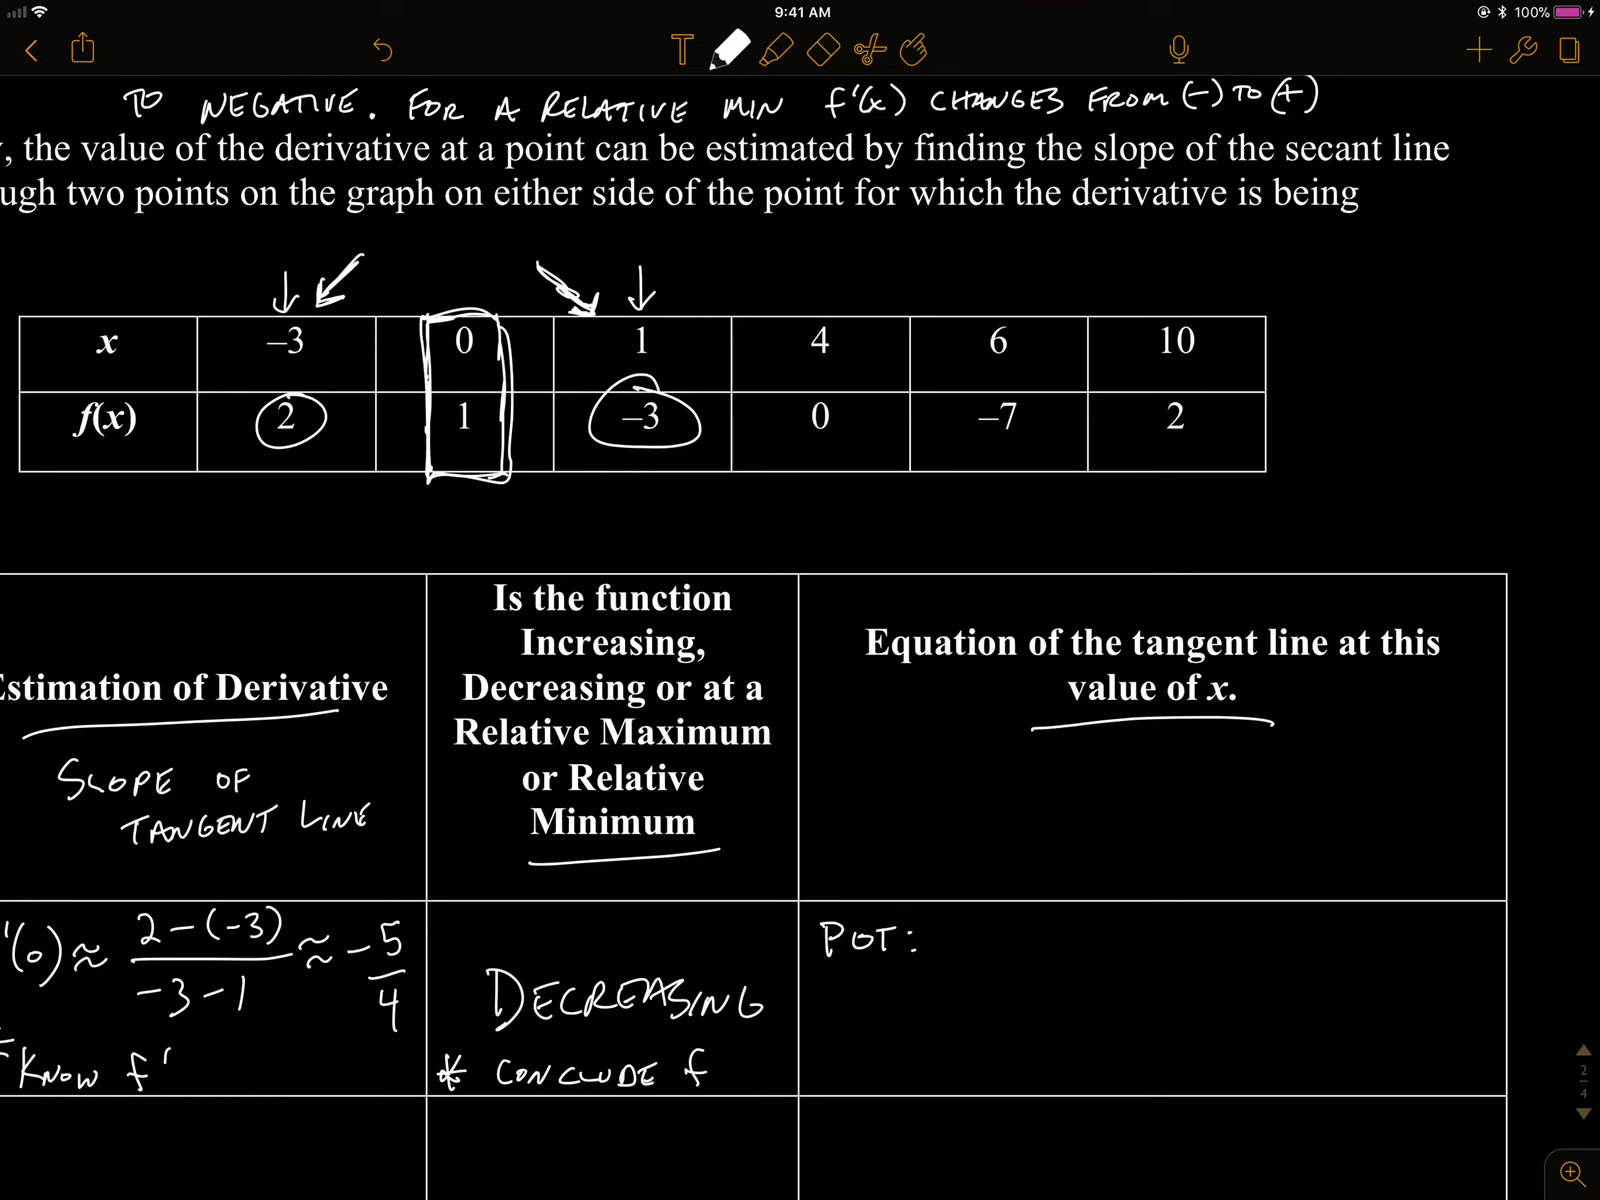 9:41 AM
100%
T
TO NEGATIVE. FOR A RELATIVE MIN f'(x) CHANGES FROM (-) TO (+)
, the value of the derivative at a point can be estimated by finding the slope of the secant line
ugh two points on the graph on either side of the point for which the derivative is being
x –3 0 1 4 6 10
f(x) 2 1 –3 0 –7 2
Estimation of Derivative
SLOPE OF
TANGENT LINE
Is the function
Increasing,
Decreasing or at a
Relative Maximum
or Relative
Minimum
Equation of the tangent line at this
value of x.
'(0) ≈ 2-(-3) / -3-1 ≈ -5/4
KNOW f'
DECREASING
* CONCLUDE f
POT:
2
4